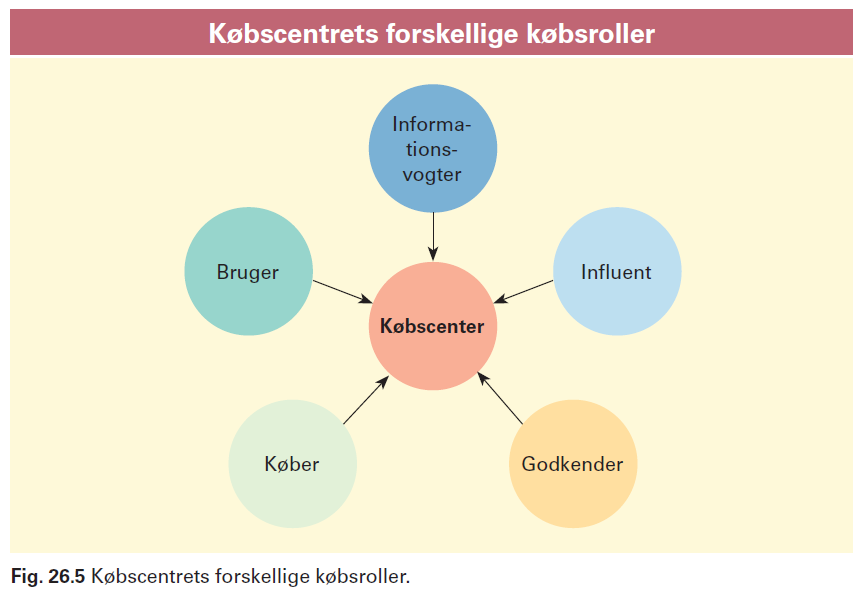 Købscentrets forskellige købsroller
Informa-
tions-
vogter
Bruger
Influent
Købscenter
Køber
Godkender
Fig. 26.5 Købscentrets forskellige købsroller.